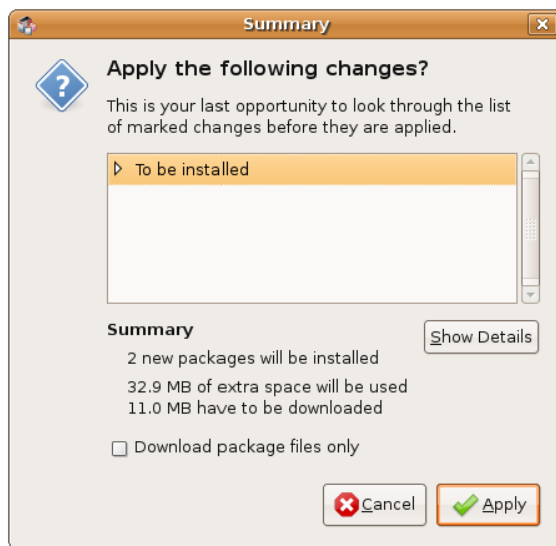 Summary
Apply the following changes?
This is your last opportunity to look through the list
of marked changes before they are applied.
To be installed
Summary
Show Details
2 new packages will be installed
32.9 MB of extra space will be used
11.0 MB have to be downloaded
Download package files only
Cancel
Apply